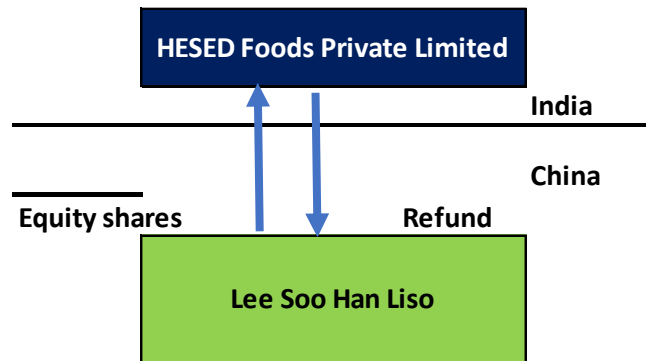 HESED Foods Private Limited
India
China
Equity shares
Refund
Lee Soo Han Liso